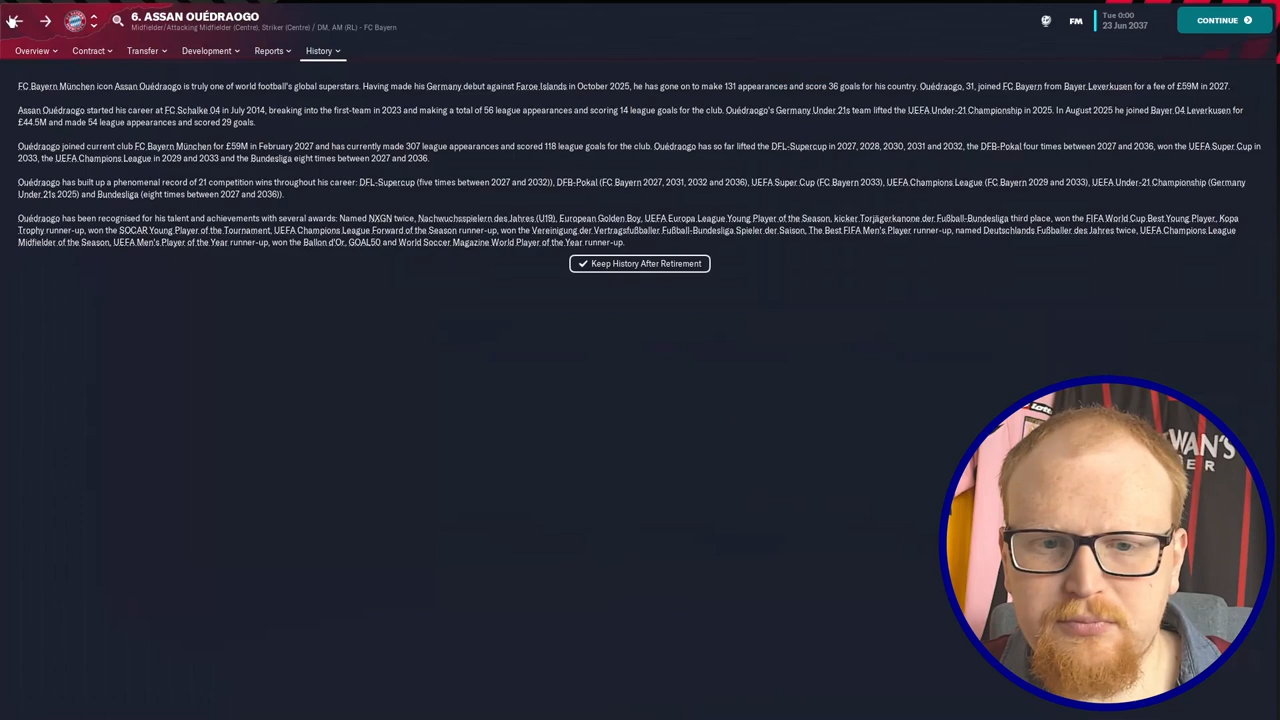 6. ASSAN OUÉDRAOGO
Midfielder/Attacking Midfielder (Centre), Striker (Centre) / DM, AM (RL) - FC Bayern
FM
Tue 0:00
23 Jun 2037
CONTINUE
Overview Contract Transfer Development Reports History
FC Bayern München icon Assan Ouédraogo is truly one of world football's global superstars. Having made his Germany debut against Faroe Islands in October 2025, he has gone on to make 131 appearances and score 36 goals for his country. Ouédraogo, 31, joined FC Bayern from Bayer Leverkusen for a fee of £59M in 2027.
Assan Ouédraogo started his career at FC Schalke 04 in July 2014, breaking into the first-team in 2023 and making a total of 56 league appearances and scoring 14 league goals for the club. Ouédraogo's Germany Under 21s team lifted the UEFA Under-21 Championship in 2025. In August 2025 he joined Bayer 04 Leverkusen for
£44.5M and made 54 league appearances and scored 29 goals.
Ouédraogo joined current club FC Bayern München for £59M in February 2027 and has currently made 307 league appearances and scored 118 league goals for the club. Ouédraogo has so far lifted the DFL-Supercup in 2027, 2028, 2030, 2031 and 2032, the DFB-Pokal four times between 2027 and 2036, won the UEFA Super Cup in
2033, the UEFA Champions League in 2029 and 2033 and the Bundesliga eight times between 2027 and 2036.
Ouédraogo has built up a phenomenal record of 21 competition wins throughout his career: DFL-Supercup (five times between 2027 and 2032)), DFB-Pokal (FC Bayern 2027, 2031, 2032 and 2036), UEFA Super Cup (FC Bayern 2033), UEFA Champions League (FC Bayern 2029 and 2033), UEFA Under-21 Championship (Germany
Under 21s 2025) and Bundesliga (eight times between 2027 and 2036)).
Ouédraogo has been recognised for his talent and achievements with several awards: Named NXGN twice, Nachwuchsspielern des Jahres (U19), European Golden Boy, UEFA Europa League Young Player of the Season, kicker Torjägerkanone der Fußball-Bundesliga third place, won the FIFA World Cup Best Young Player, Kopa
Trophy runner-up, won the SOCAR Young Player of the Tournament, UEFA Champions League Forward of the Season runner-up, won the Vereinigung der Vertragsfußballer Fußball-Bundesliga Spieler der Saison, The Best FIFA Men's Player runner-up, named Deutschlands Fußballer des Jahres twice, UEFA Champions League
Midfielder of the Season, UEFA Men's Player of the Year runner-up, won the Ballon d'Or, GOAL50 and World Soccer Magazine World Player of the Year runner-up.
Keep History After Retirement